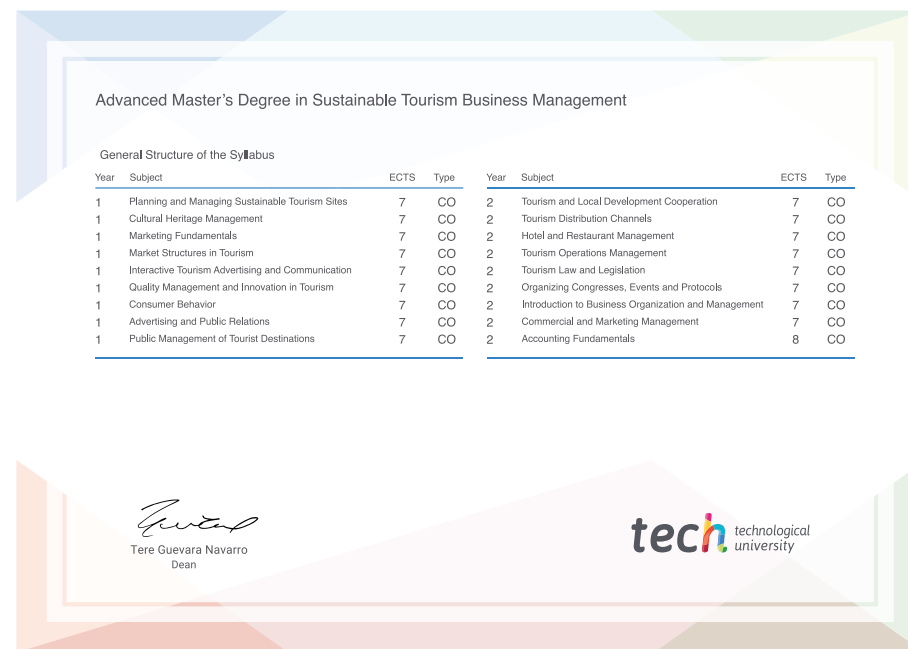 Advanced Master's Degree in Sustainable Tourism Business Management
General Structure of the Syllabus
Year Subject ECTS Type
1 Planning and Managing Sustainable Tourism Sites 7 CO
1 Cultural Heritage Management 7 CO
1 Marketing Fundamentals 7 CO
1 Market Structures in Tourism 7 CO
1 Interactive Tourism Advertising and Communication 7 CO
1 Quality Management and Innovation in Tourism 7 CO
1 Consumer Behavior 7 CO
1 Advertising and Public Relations 7 CO
1 Public Management of Tourist Destinations 7 CO
Year Subject ECTS Type
2 Tourism and Local Development Cooperation 7 CO
2 Tourism Distribution Channels 7 CO
2 Hotel and Restaurant Management 7 CO
2 Tourism Operations Management 7 CO
2 Tourism Law and Legislation 7 CO
2 Organizing Congresses, Events and Protocols 7 CO
2 Introduction to Business Organization and Management 7 CO
2 Commercial and Marketing Management 7 CO
2 Accounting Fundamentals 8 CO
Tere Guevara Navarro
Dean
tech technological
university